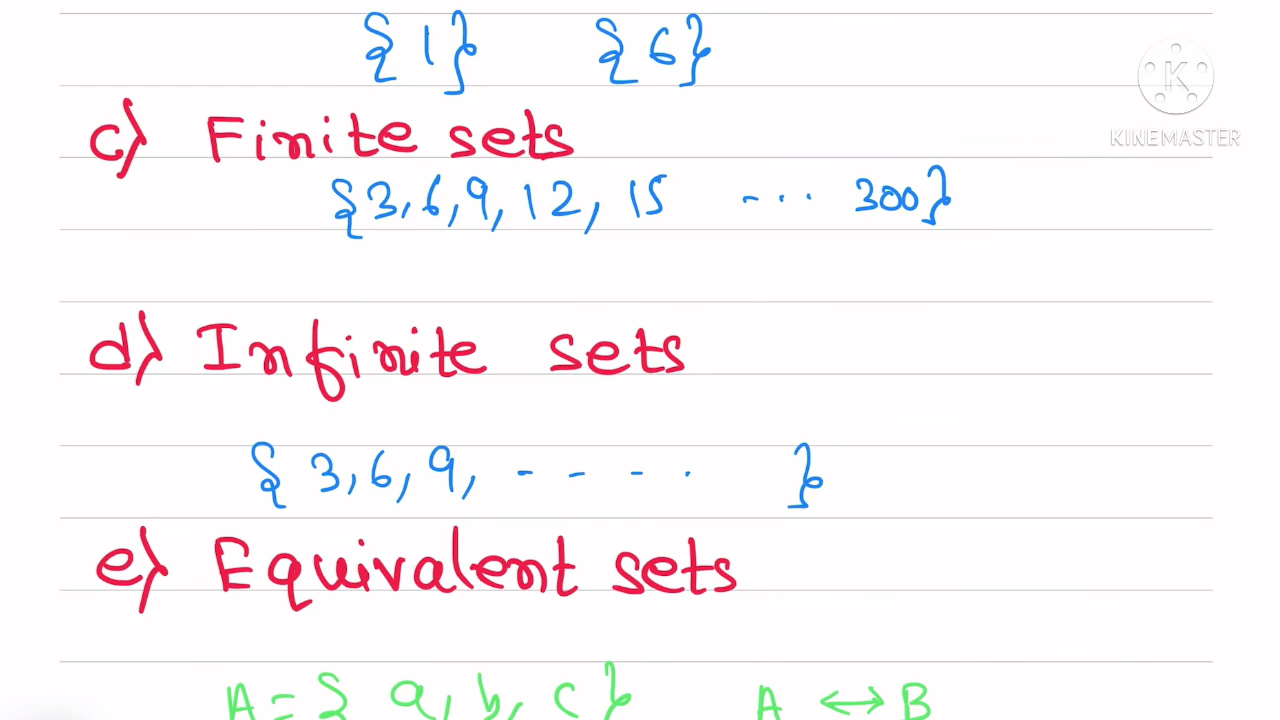 {1} {6}
K
KINEMASTER
c) Finite sets
{3, 6, 9, 12, 15 ... 300}
d) Infinite sets
{ 3, 6, 9, - - - - . }
e) Equivalent sets
A = { a, b, c } A ↔ B